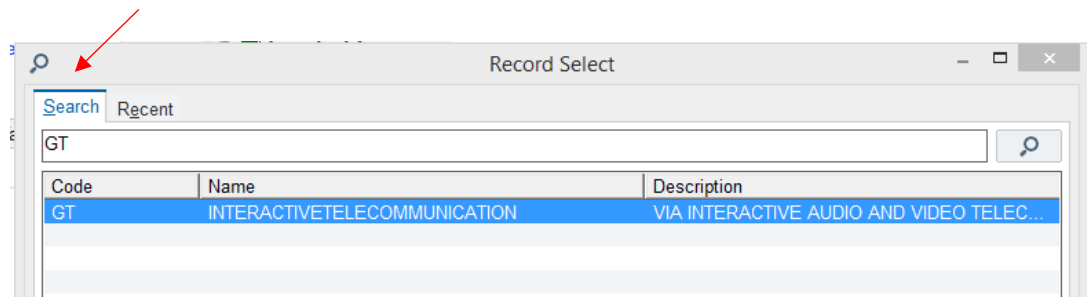 Record Select
Search Recent
GT
Code Name Description
GT INTERACTIVETELECOMMUNICATION VIA INTERACTIVE AUDIO AND VIDEO TELEC...